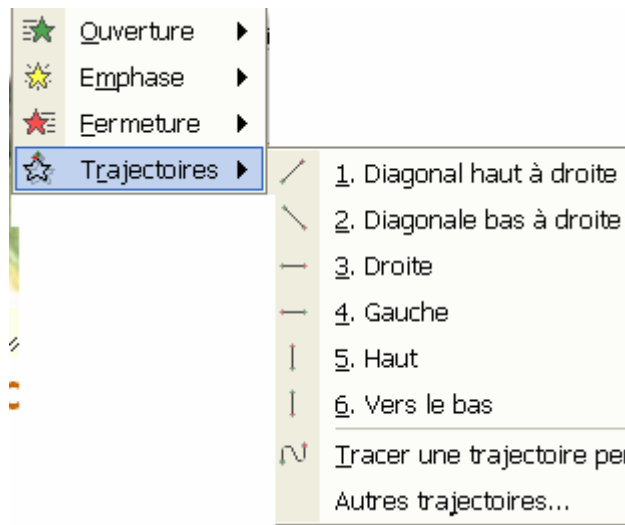 Ouverture
Emphase
Fermeture
Trajectoires
1. Diagonal haut à droite
2. Diagonale bas à droite
3. Droite
4. Gauche
5. Haut
6. Vers le bas
Tracer une trajectoire
Autres trajectoires...